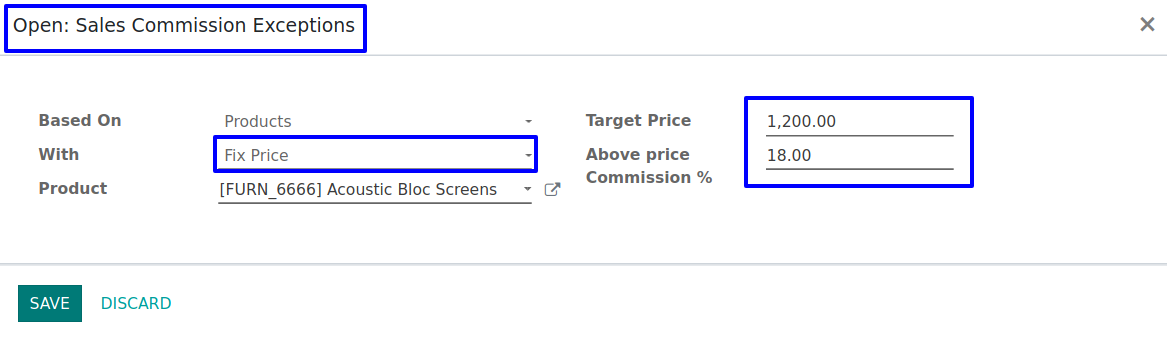 Open: Sales Commission Exceptions ×
Based On Products Target Price 1,200.00
With Fix Price Above price Commission % 18.00
Product [FURN_6666] Acoustic Bloc Screens
SAVE DISCARD